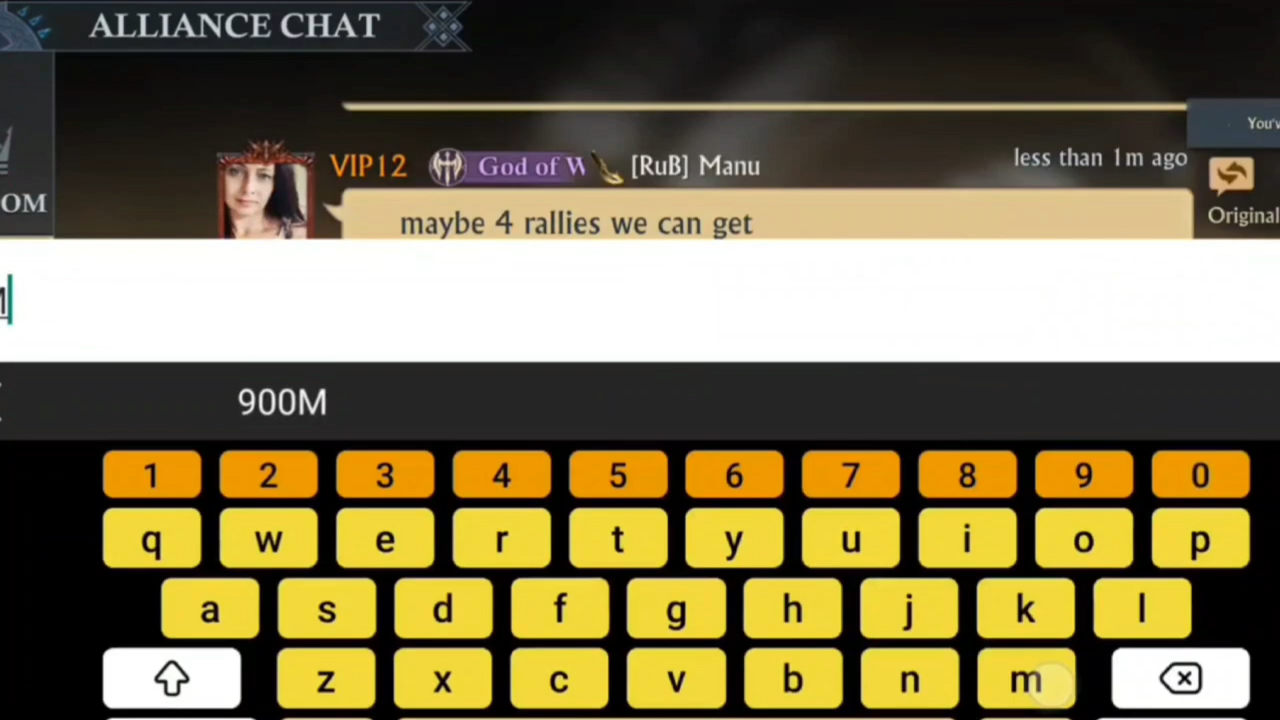 ALLIANCE CHAT
You'v
VIP12 God of W [RuB] Manu
less than 1m ago
OM
Original
maybe 4 rallies we can get
M
900M
1 2 3 4 5 6 7 8 9 0
q w e r t y u i o p
a s d f g h j k l
z x c v b n m